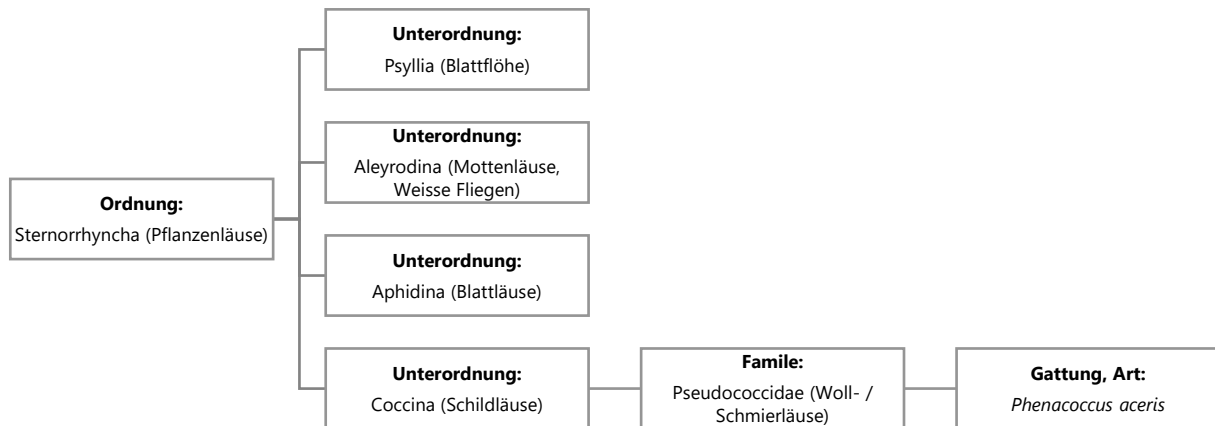 Unterordnung:
Psyllia (Blattflöhe)
Unterordnung:
Aleyrodina (Mottenläuse,
Weisse Fliegen)
Ordnung:
Sternorrhyncha (Pflanzenläuse)
Unterordnung:
Aphidina (Blattläuse)
Unterordnung:
Coccina (Schildläuse)
Famile:
Pseudococcidae (Woll- /
Schmierläuse)
Gattung, Art:
Phenacoccus aceris